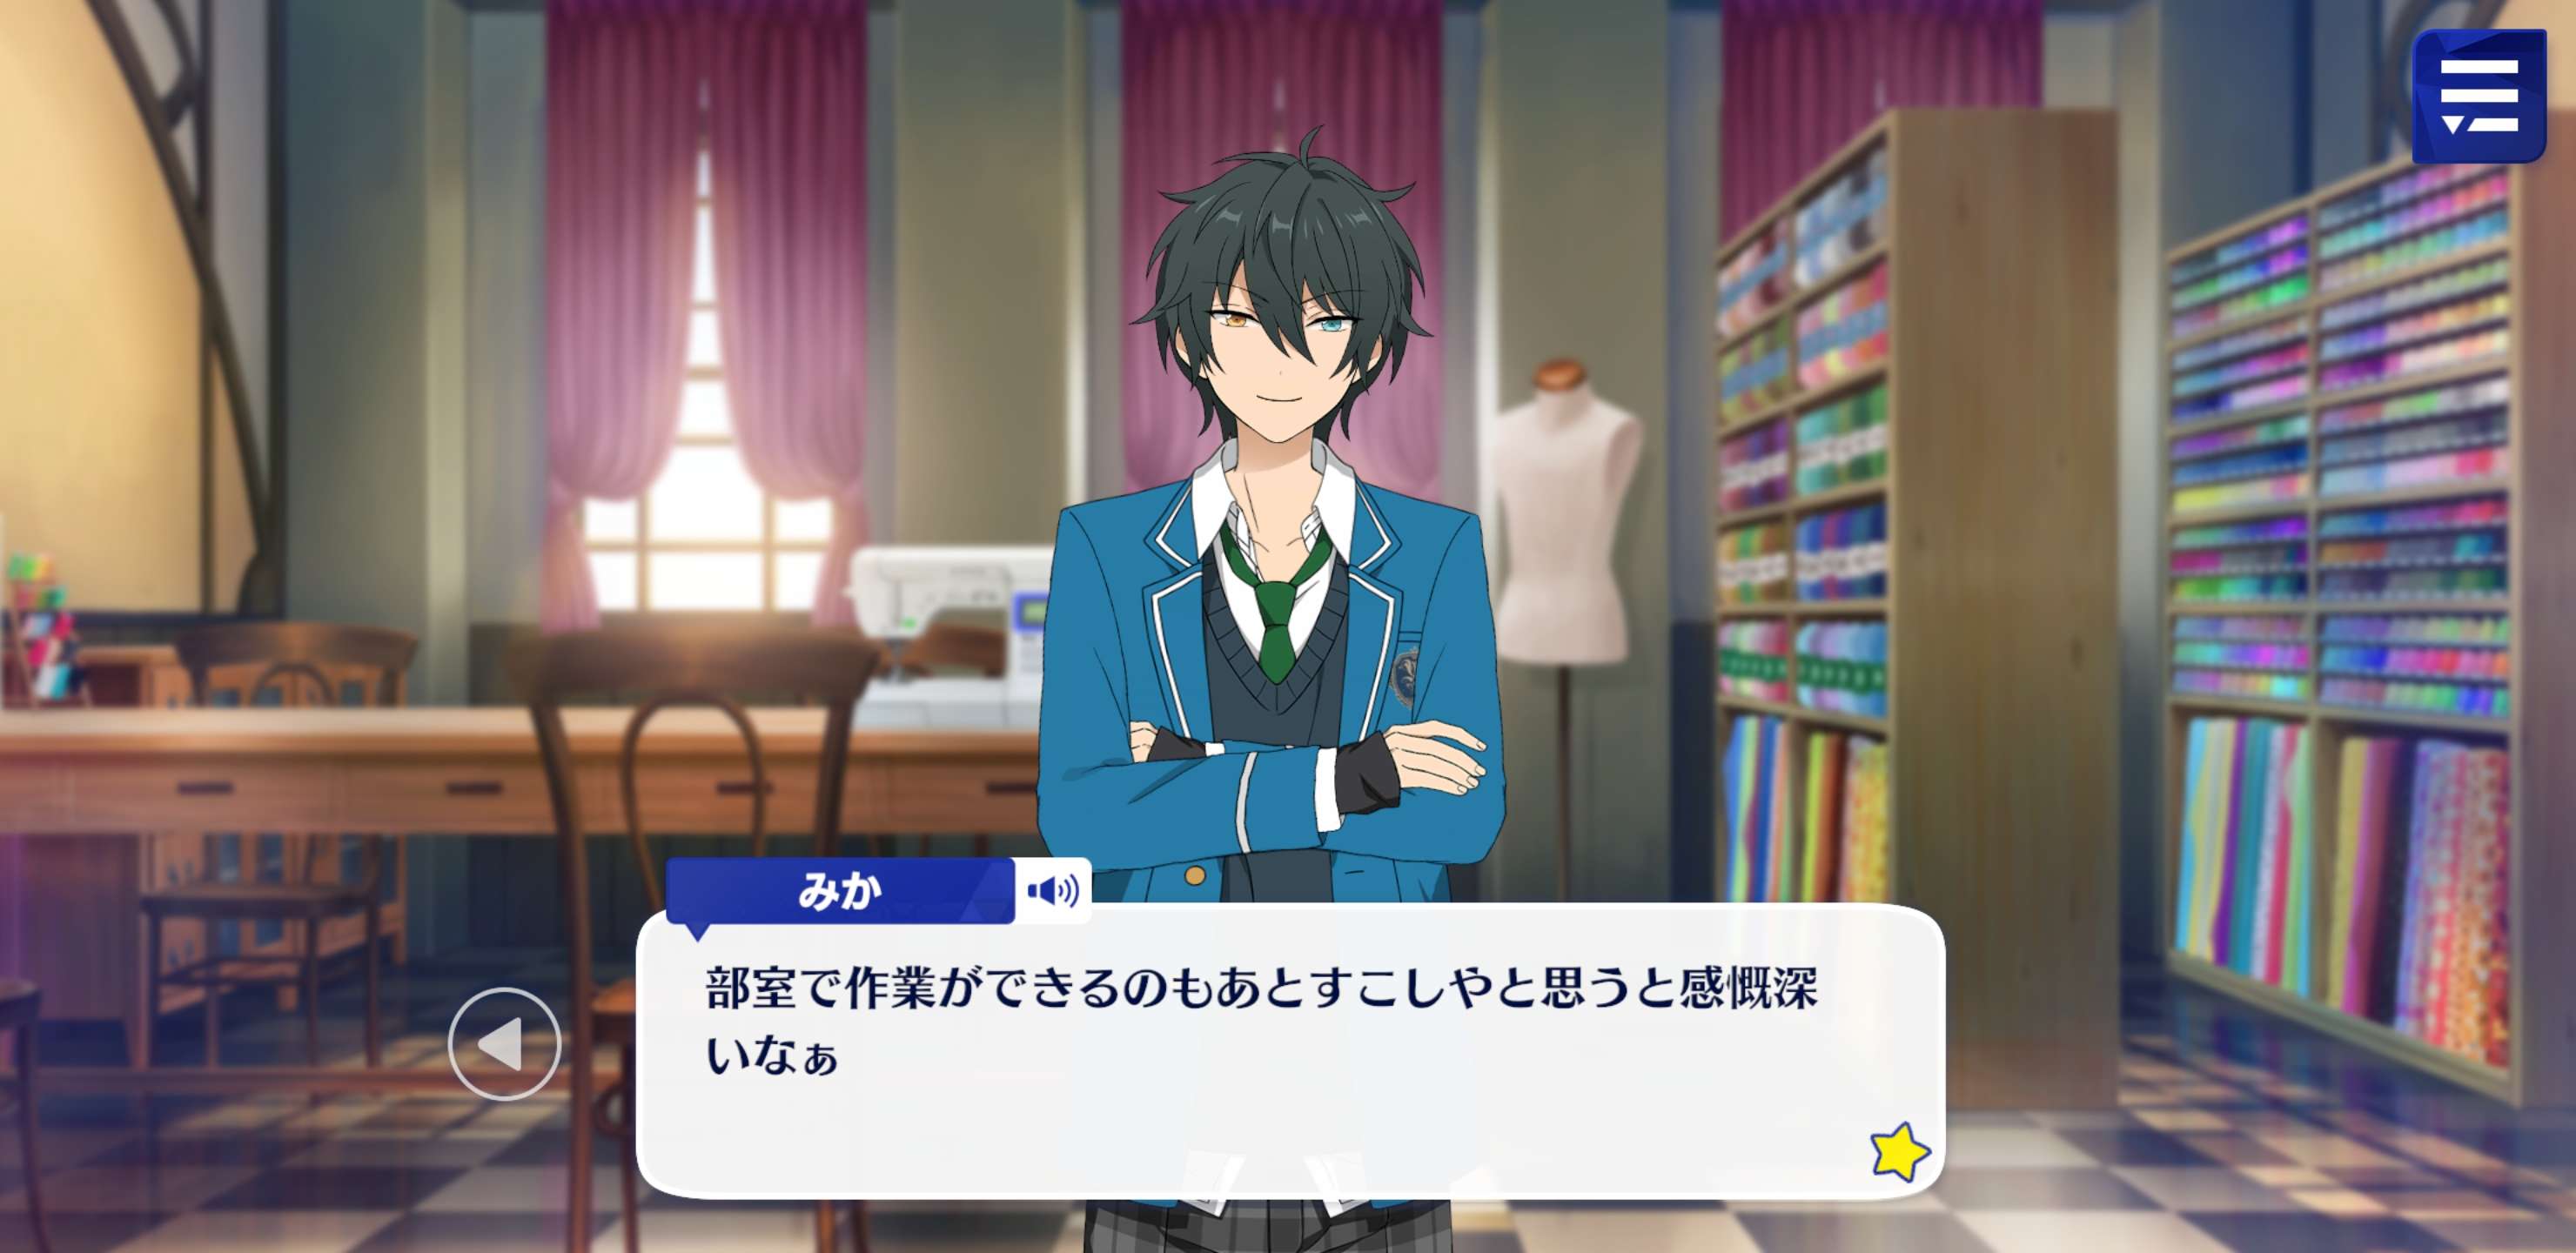 みか
部室で作業ができるのもあとすこしやと思うと感慨深
いなぁ